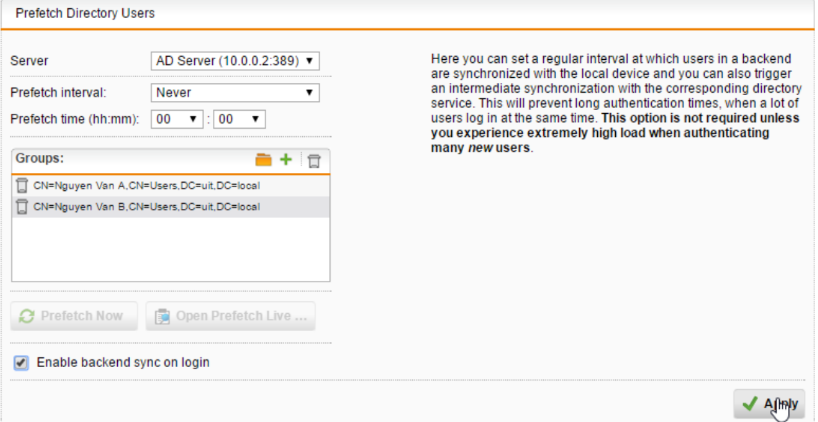 Prefetch Directory Users
Server
AD Server (10.0.0.2:389)
Prefetch interval:
Never
Prefetch time (hh:mm):
00 : 00
Groups:
CN=Nguyen Van A,CN=Users,DC=uit,DC=local
CN=Nguyen Van B,CN=Users,DC=uit,DC=local
Prefetch Now
Open Prefetch Live ...
Enable backend sync on login
Here you can set a regular interval at which users in a backend
are synchronized with the local device and you can also trigger
an intermediate synchronization with the corresponding directory
service. This will prevent long authentication times, when a lot of
users log in at the same time. This option is not required unless
you experience extremely high load when authenticating
many new users.
Apply